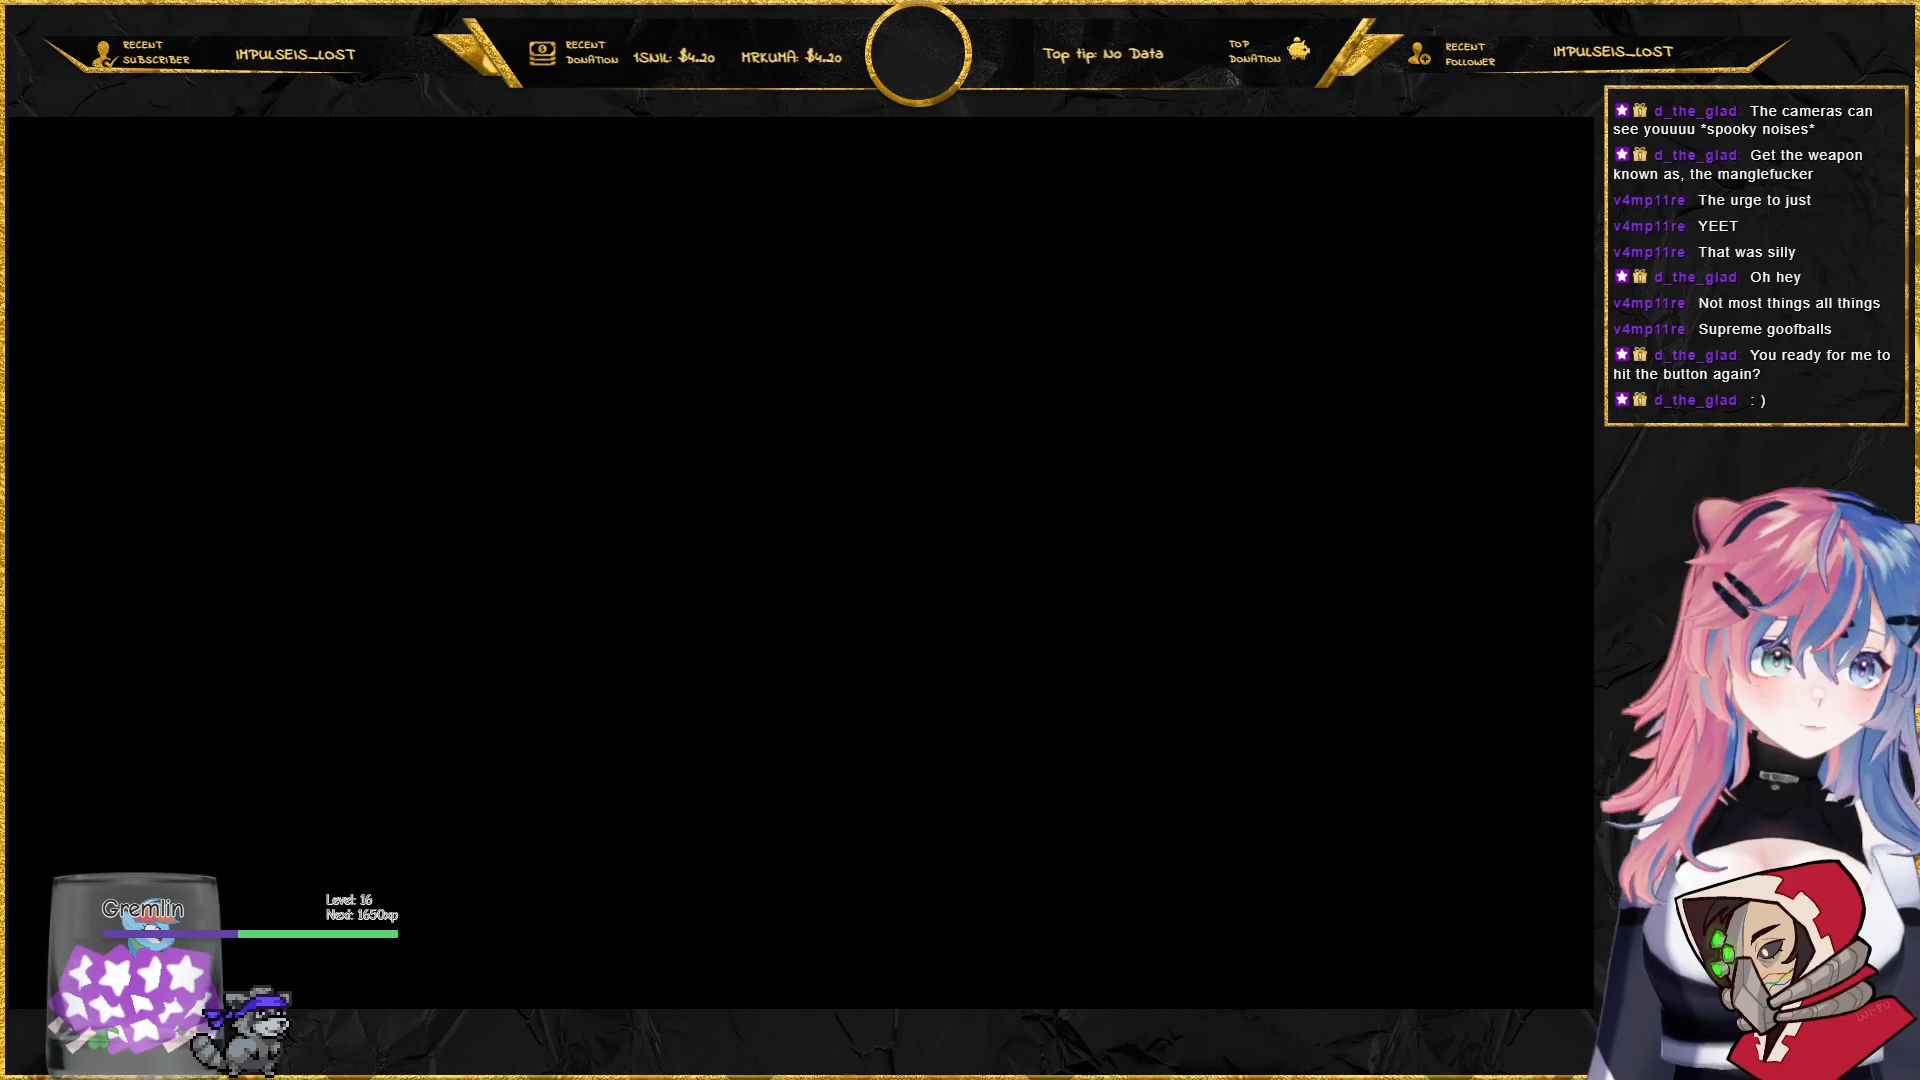 RECENT SUBSCRIBER
IMPULSEIS_LOST
RECENT DONATION
1SNIL: $4.20
MRKUMA: $4.20
Top tip: No Data
TOP DONATION
RECENT FOLLOWER
IMPULSEIS_LOST
d_the_glad: The cameras can
see youuuu *spooky noises*
d_the_glad: Get the weapon
known as, the manglefucker
v4mp11re: The urge to just
v4mp11re: YEET
v4mp11re: That was silly
d_the_glad: Oh hey
v4mp11re: Not most things all things
v4mp11re: Supreme goofballs
d_the_glad: You ready for me to
hit the button again?
d_the_glad: : )
Gremlin
Level: 16
Next: 1650xp